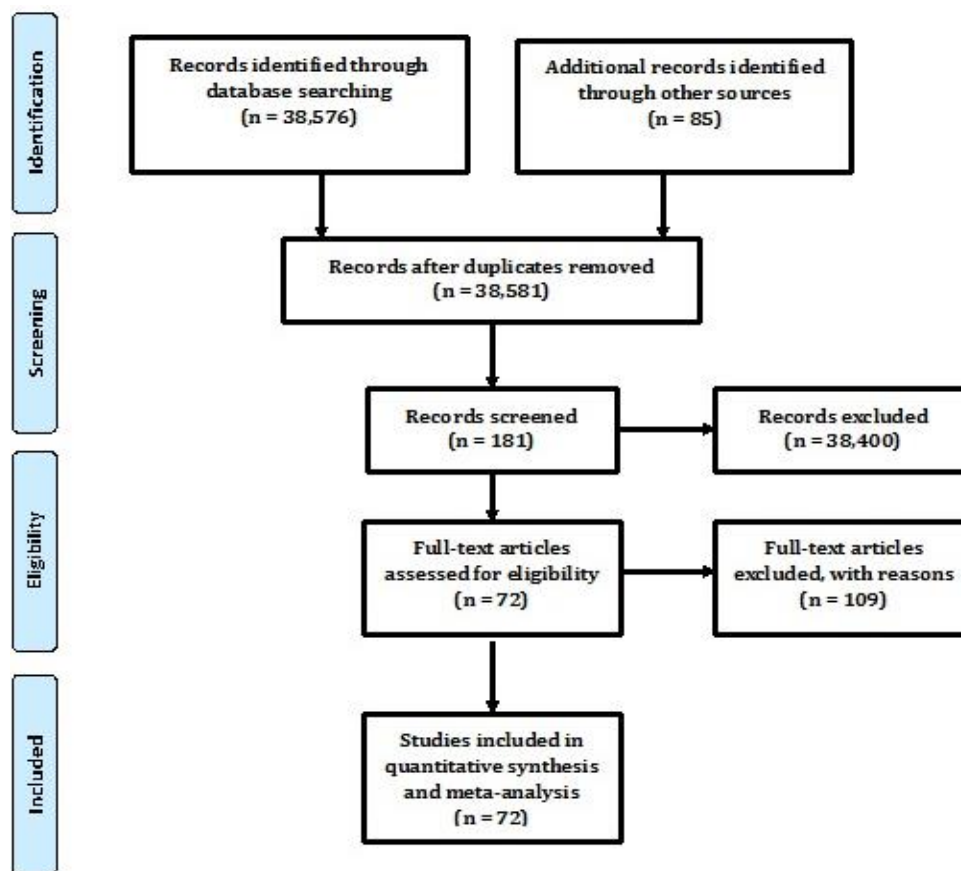 Identification
Records identified through
database searching
(n = 38,576)
Additional records identified
through other sources
(n = 85)
Screening
Records after duplicates removed
(n = 38,581)
Records screened
(n = 181)
Records excluded
(n = 38,400)
Eligibility
Full-text articles
assessed for eligibility
(n = 72)
Full-text articles
excluded, with reasons
(n = 109)
Included
Studies included in
quantitative synthesis
and meta-analysis
(n = 72)